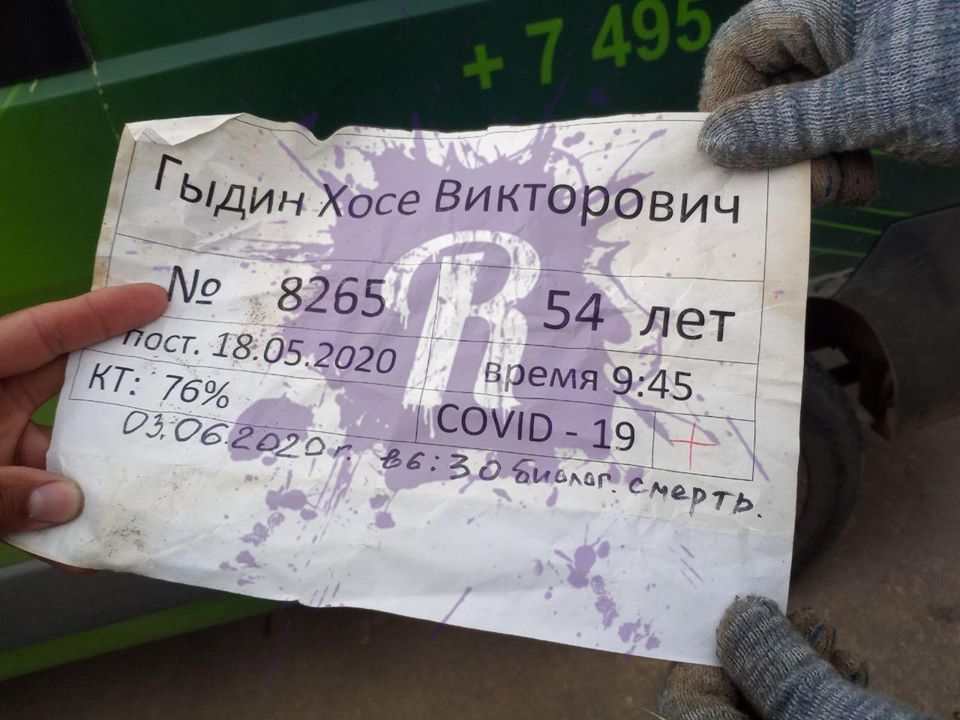 + 7 495
Гыдин Хосе Викторович
№ 8265 54 лет
пост. 18.05.2020 время 9:45
КТ: 76% COVID - 19 +
03.06.2020 г. в 6:30 биолог. смерть.
R